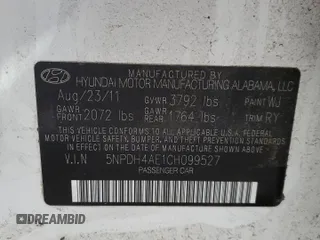 MANUFACTURED BY
HYUNDAI MOTOR MANUFACTURING ALABAMA, LLC
Aug/23/11 GVWR 3792 lbs PAINT WJ
GAWR FRONT 2072 lbs GAWR REAR 1764 lbs TRIM RY
THIS VEHICLE CONFORMS TO ALL APPLICABLE U.S.
FEDERAL MOTOR VEHICLE SAFETY, BUMPER, AND THEFT
PREVENTION STANDARDS IN EFFECT ON THE DATE OF
MANUFACTURE SHOWN ABOVE.
V.I.N 5NPDH4AE1CH099527
PASSENGER CAR